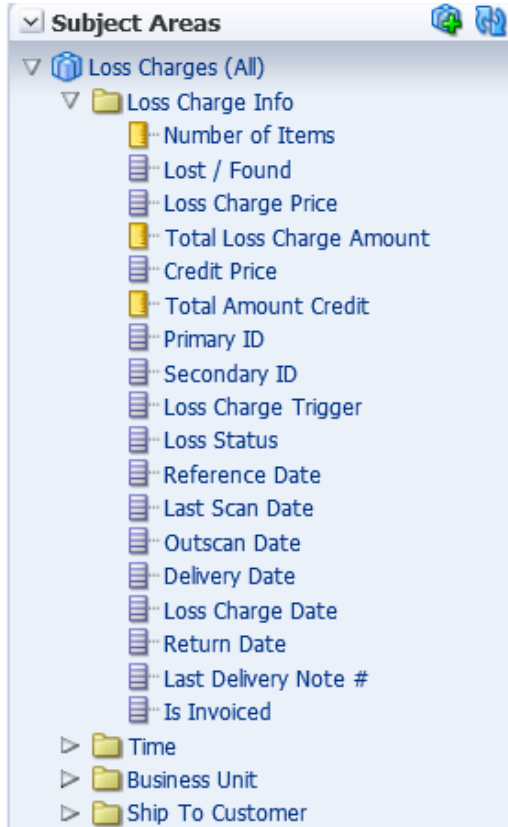 Subject Areas
Loss Charges (All)
Loss Charge Info
Number of Items
Lost / Found
Loss Charge Price
Total Loss Charge Amount
Credit Price
Total Amount Credit
Primary ID
Secondary ID
Loss Charge Trigger
Loss Status
Reference Date
Last Scan Date
Outscan Date
Delivery Date
Loss Charge Date
Return Date
Last Delivery Note #
Is Invoiced
Time
Business Unit
Ship To Customer